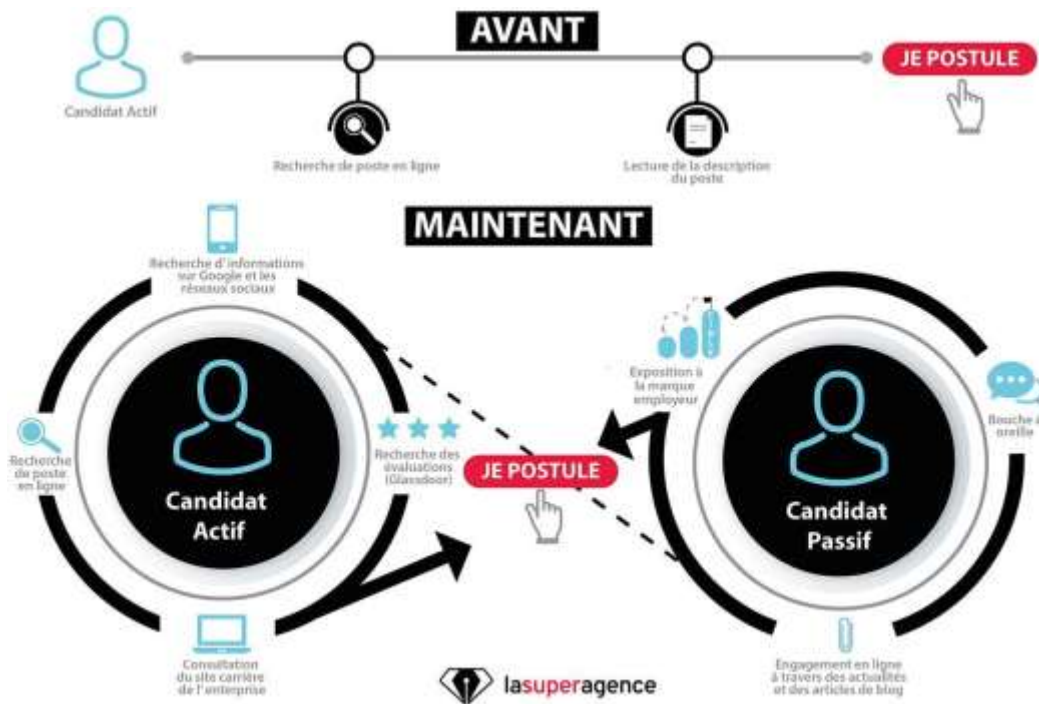 AVANT
JE POSTULE
Candidat Actif
Recherche de poste en ligne
Lecture de la description
du poste
MAINTENANT
Recherche d'informations
sur Google et les
réseaux sociaux
Recherche
de poste
en ligne
Candidat
Actif
Recherche des
évaluations
(Glassdoor)
Consultation
du site carrière
de l'enterprise
JE POSTULE
Exposition à
la marque
employeur
Bouche à
oreille
Candidat
Passif
Engagement en ligne
à travers des actualités
et des articles de blog
lasuperagence